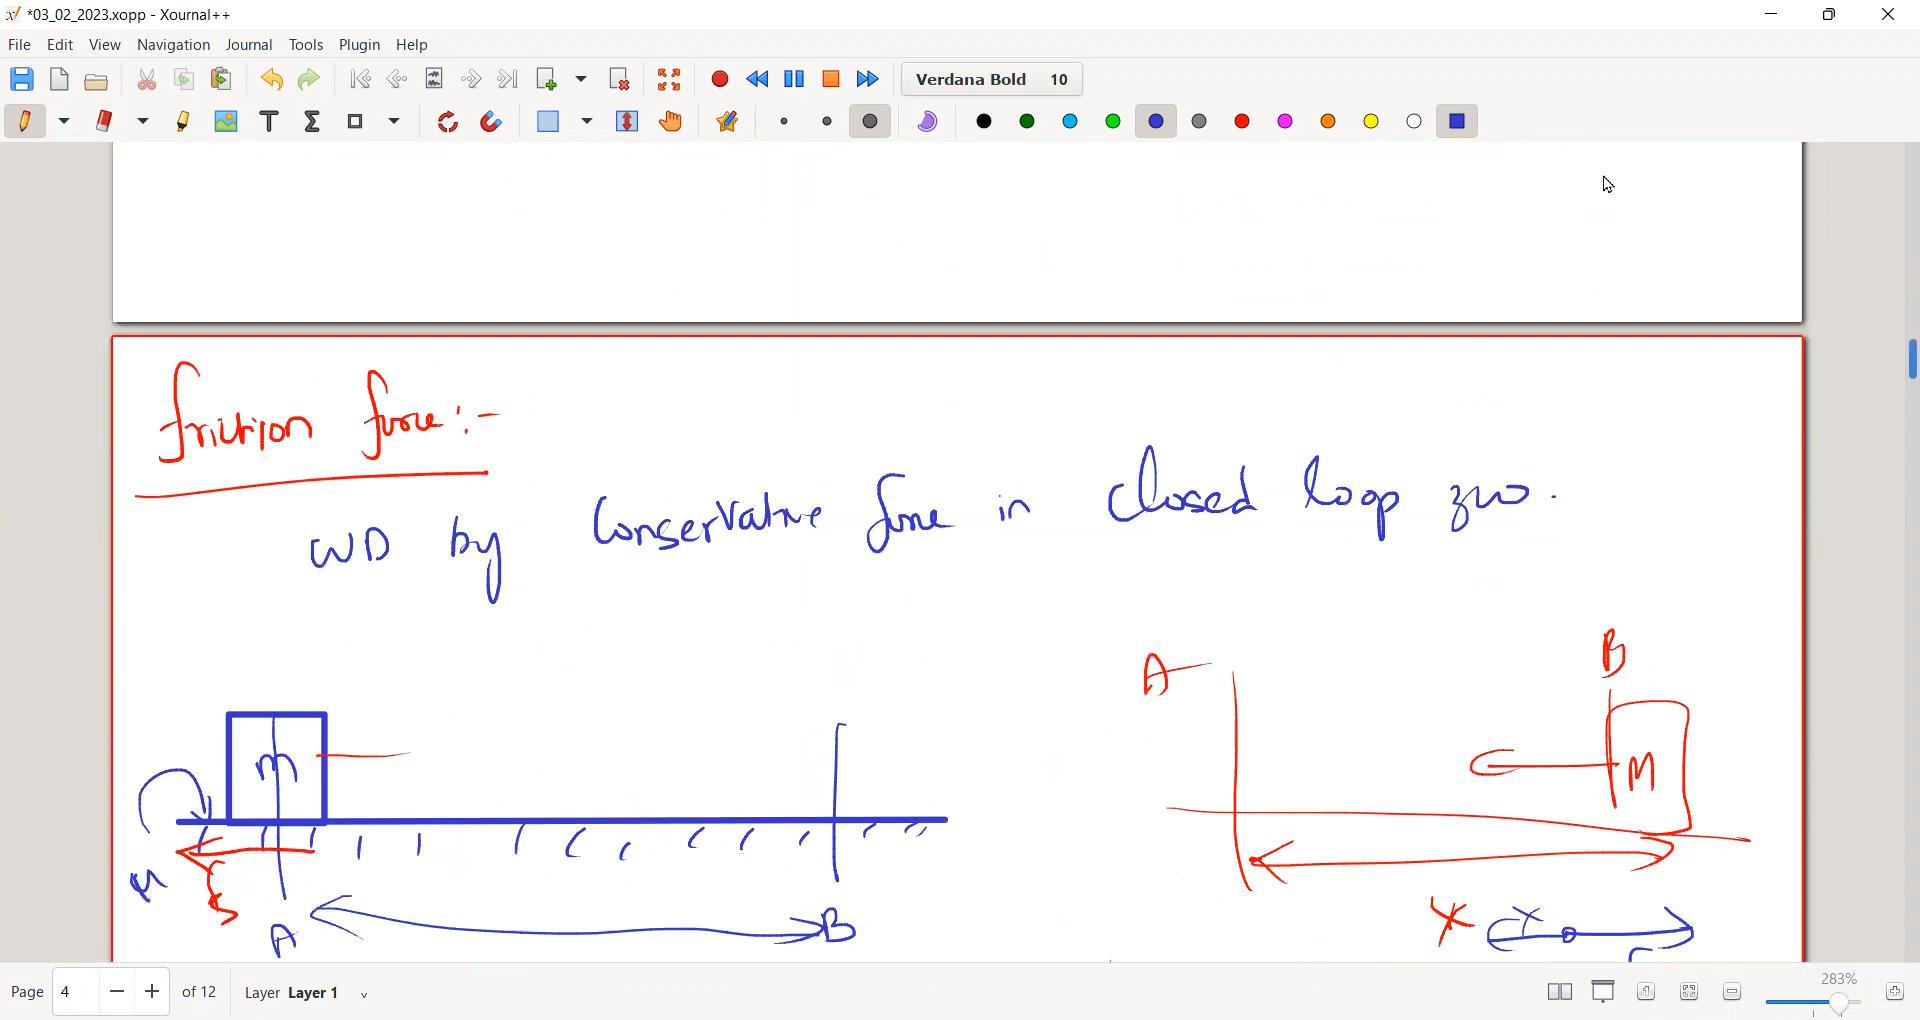 *03_02_2023.xopp - Xournal++
File Edit View Navigation Journal Tools Plugin Help
Verdana Bold 10
friction force :-
WD by Conservative force in closed loop zero.
A
B
m
M
μ
A
B
x
Page 4 of 12 Layer Layer 1
283%